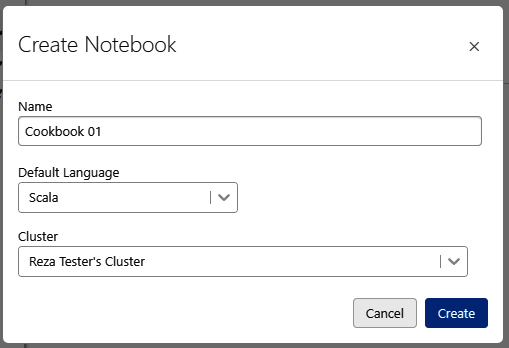 Create Notebook
Name
Cookbook 01
Default Language
Scala
Cluster
Reza Tester's Cluster
Cancel
Create